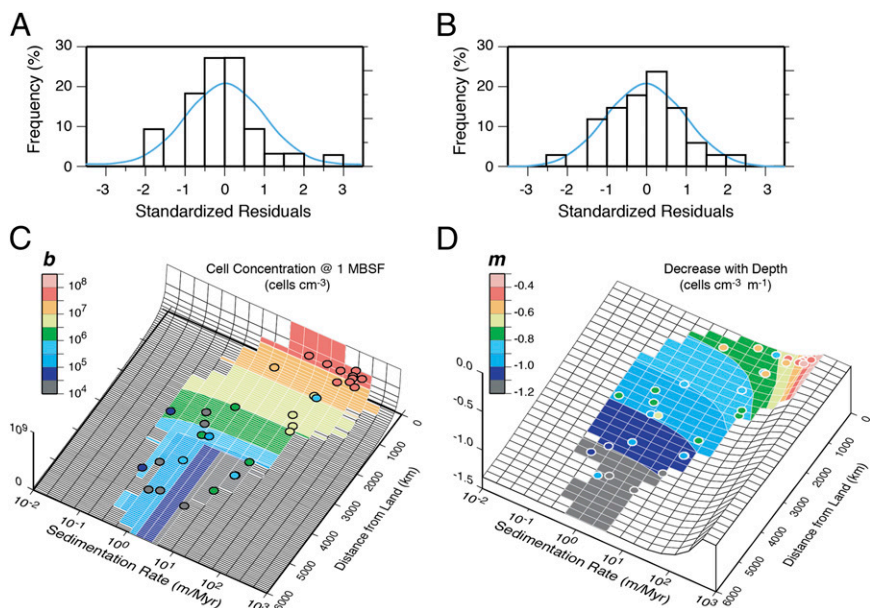 A
30
20
10
0
Frequency (%)
-3 -2 -1 0 1 2 3
Standardized Residuals
B
30
20
10
0
Frequency (%)
-3 -2 -1 0 1 2 3
Standardized Residuals
C
b
10⁸
10⁷
10⁶
10⁵
10⁴
Cell Concentration @ 1 MBSF
(cells cm⁻³)
10⁹
0
10⁻² 10⁻¹ 10⁰ 10¹ 10² 10³
Sedimentation Rate (m/Myr)
0 1000 2000 3000 4000 5000 6000
Distance from Land (km)
D
m
-0.4
-0.6
-0.8
-1.0
-1.2
Decrease with Depth
(cells cm⁻³ m⁻¹)
0.0
-0.5
-1.0
-1.5
10⁻² 10⁻¹ 10⁰ 10¹ 10² 10³
Sedimentation Rate (m/Myr)
0 1000 2000 3000 4000 5000 6000
Distance from Land (km)